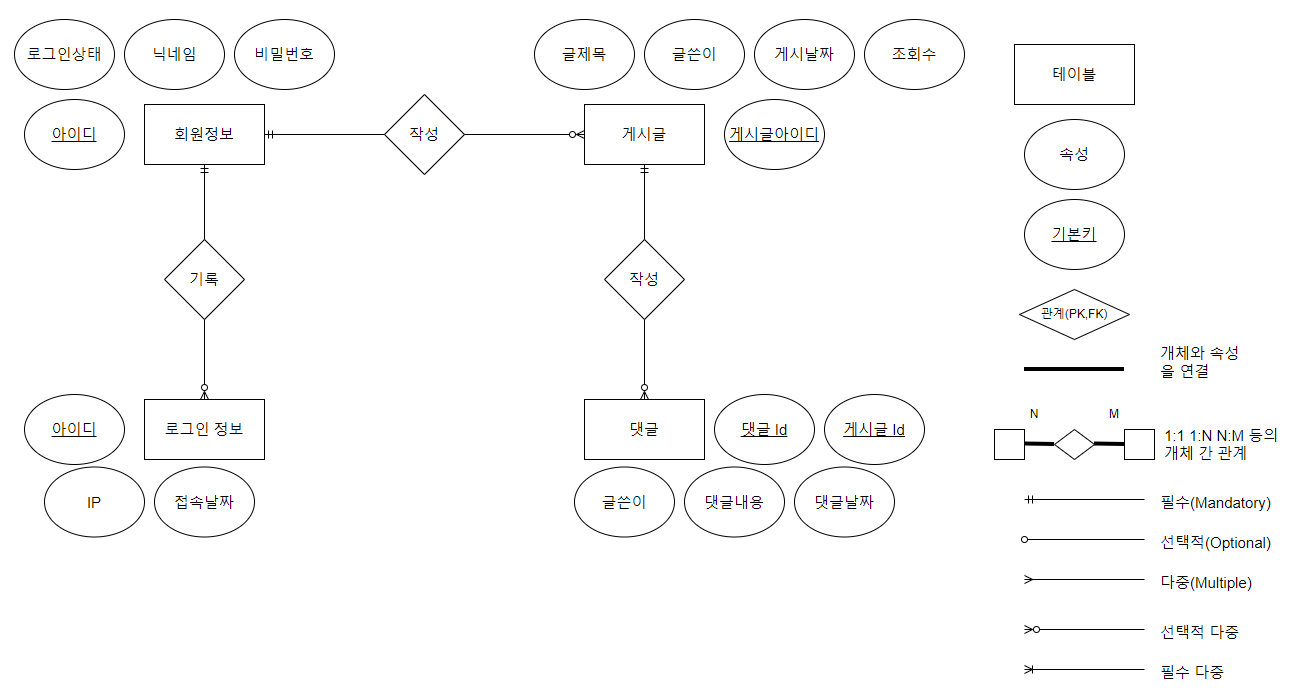 로그인상태
닉네임
비밀번호
아이디
회원정보
작성
글제목
글쓴이
게시날짜
조회수
게시글
게시글아이디
기록
작성
아이디
로그인 정보
IP
접속날짜
댓글
댓글 Id
게시글 Id
글쓴이
댓글내용
댓글날짜
테이블
속성
기본키
관계(PK,FK)
개체와 속성
을 연결
N
M
1:1 1:N N:M 등의
개체 간 관계
필수(Mandatory)
선택적(Optional)
다중(Multiple)
선택적 다중
필수 다중